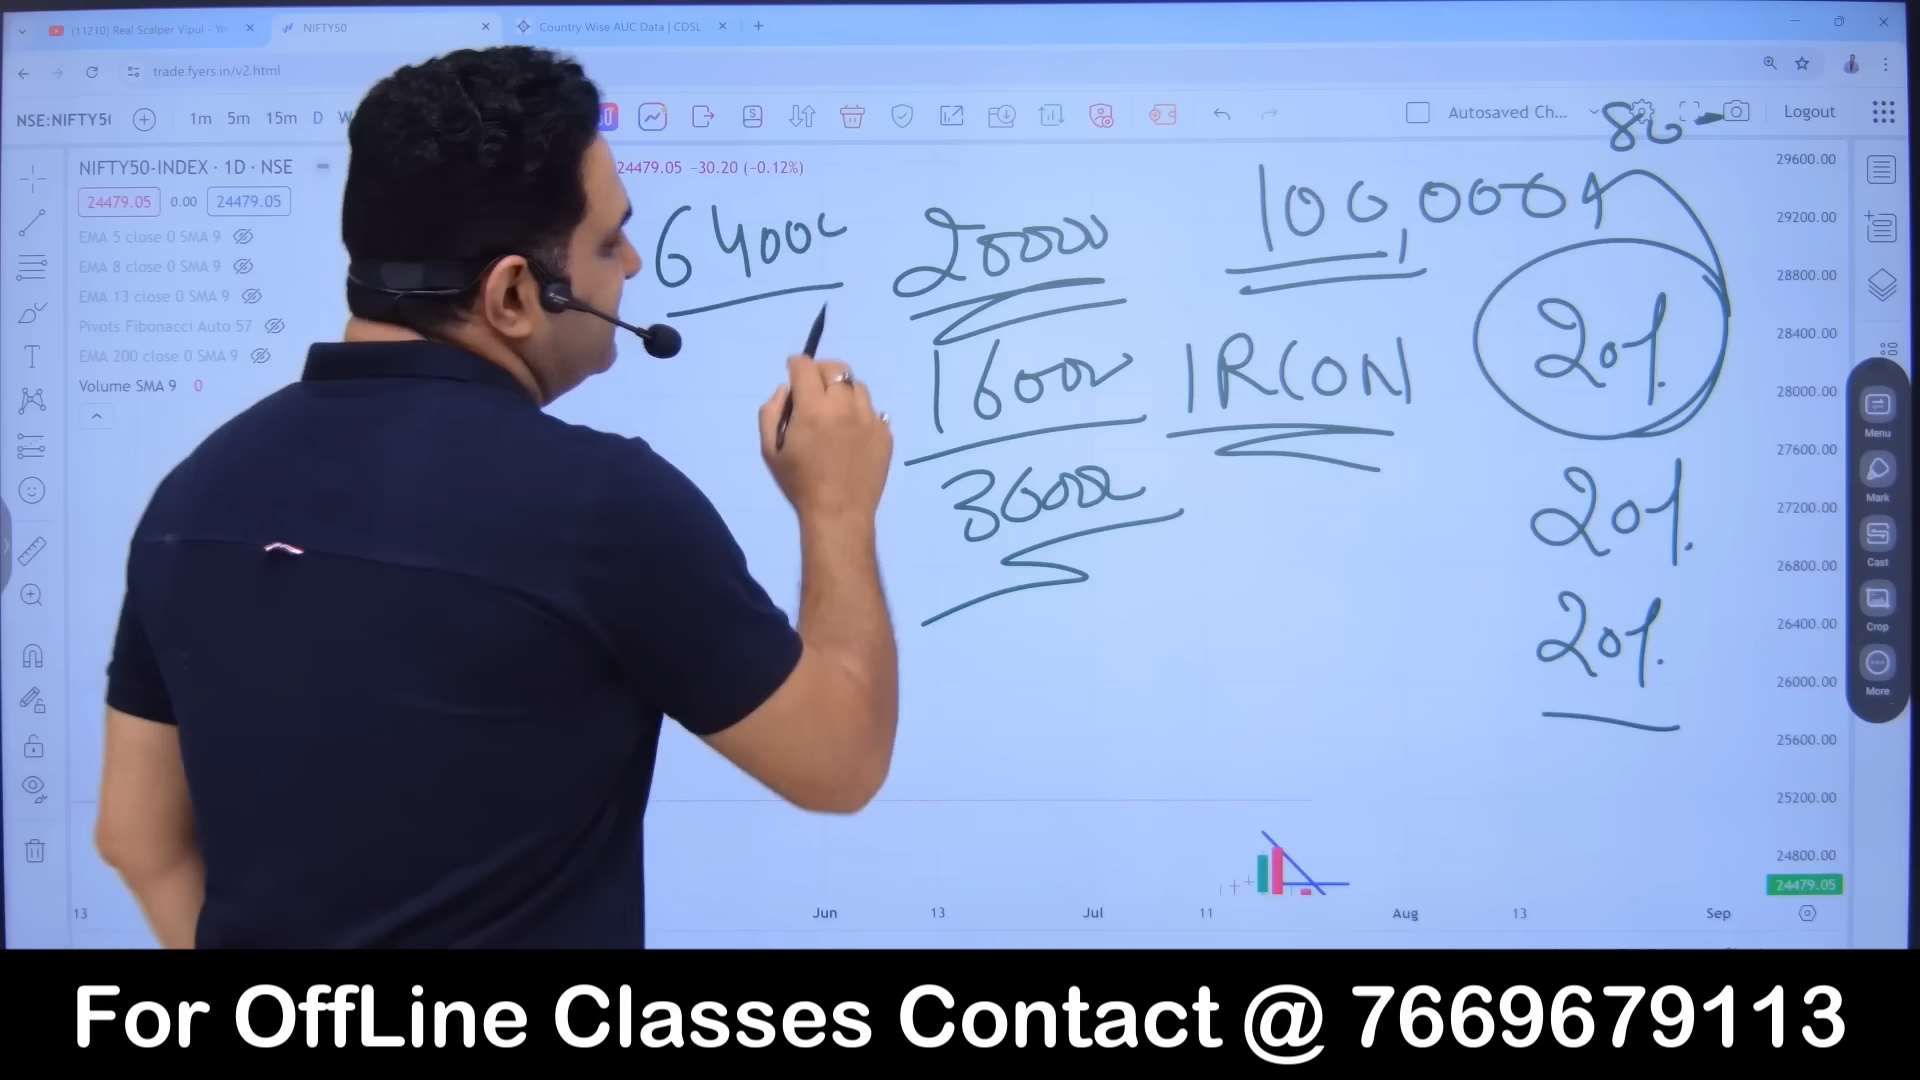 (11210) Real Scalper Vipul - Yo
NIFTY50
Country Wise AUC Data | CDSL
trade.fyers.in/v2.html
NSE:NIFTY5
1m 5m 15m D W
Autosaved Ch...
Logout
80
NIFTY50-INDEX · 1D · NSE
24479.05 −30.20 (−0.12%)
24479.05 0.00 24479.05
EMA 5 close 0 SMA 9
EMA 8 close 0 SMA 9
EMA 13 close 0 SMA 9
Pivots Fibonacci Auto 57
EMA 200 close 0 SMA 9
Volume SMA 9 0
64000
20000
100,000
16000
IRCON
20%
36000
20%
20%
29600.00
29200.00
28800.00
28400.00
28000.00
27600.00
27200.00
26800.00
26400.00
26000.00
25600.00
25200.00
24800.00
24479.05
Menu
Mark
Cast
Crop
More
13 Jun 13 Jul 11 Aug 13 Sep
For OffLine Classes Contact @ 7669679113